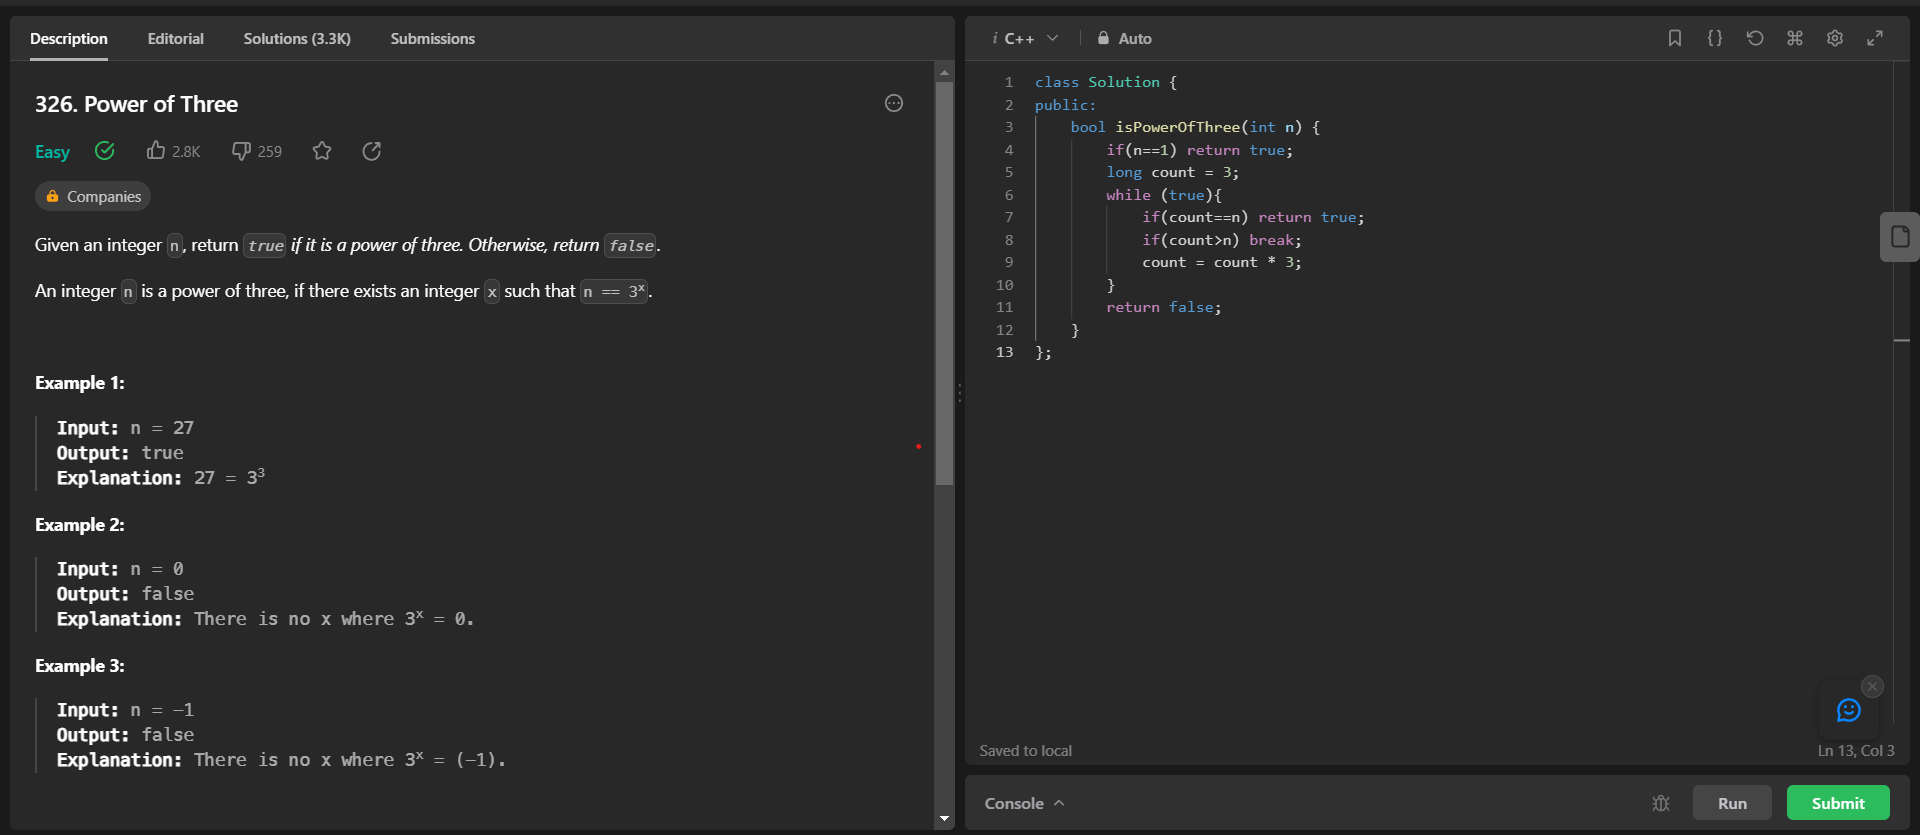 Description Editorial Solutions (3.3K) Submissions
326. Power of Three
Easy 2.8K 259
Companies
Given an integer n, return true if it is a power of three. Otherwise, return false.
An integer n is a power of three, if there exists an integer x such that n == 3ˣ.
Example 1:
Input: n = 27
Output: true
Explanation: 27 = 3³
Example 2:
Input: n = 0
Output: false
Explanation: There is no x where 3ˣ = 0.
Example 3:
Input: n = -1
Output: false
Explanation: There is no x where 3ˣ = (-1).
i C++ Auto
1 class Solution {
2 public:
3     bool isPowerOfThree(int n) {
4         if(n==1) return true;
5         long count = 3;
6         while (true){
7             if(count==n) return true;
8             if(count>n) break;
9             count = count * 3;
10         }
11         return false;
12     }
13 };
Saved to local Ln 13, Col 3
Console Run Submit